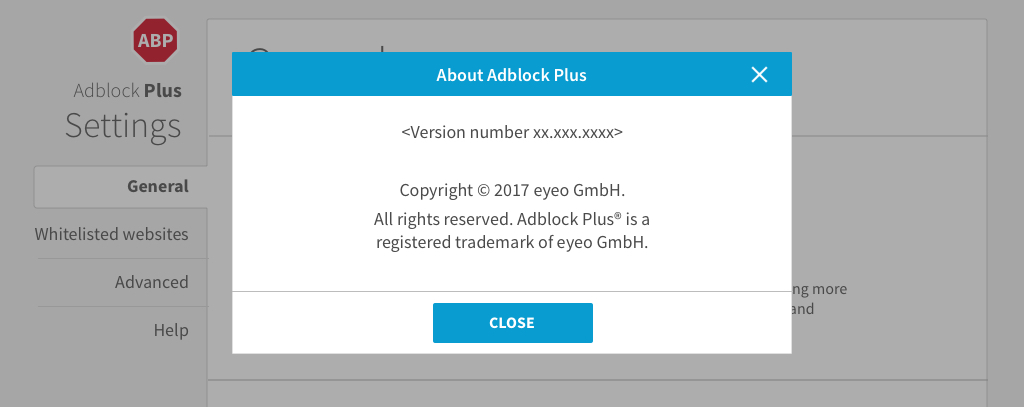 ABP
Adblock Plus
Settings
General
Whitelisted websites
Advanced
Help
About Adblock Plus
<Version number xx.xxx.xxxx>
Copyright © 2017 eyeo GmbH.
All rights reserved. Adblock Plus® is a
registered trademark of eyeo GmbH.
CLOSE
more
and